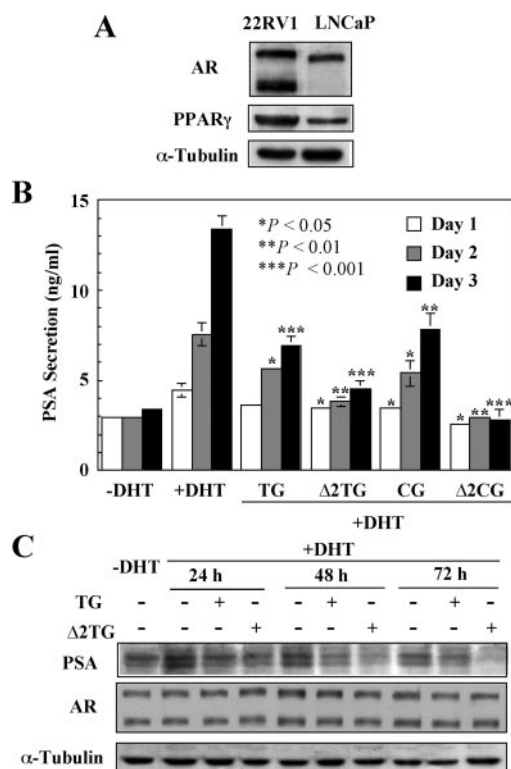 A
22RV1 LNCaP
AR
PPARγ
α-Tubulin
B
15
10
5
0
PSA Secretion (ng/ml)
*P < 0.05
**P < 0.01
***P < 0.001
Day 1
Day 2
Day 3
* *** * ** *** * * ** * ** ***
-DHT +DHT TG Δ2TG CG Δ2CG
+DHT
C
+DHT
-DHT 24 h 48 h 72 h
TG - - + - - + - - + -
Δ2TG - - - + - - + - - +
PSA
AR
α-Tubulin